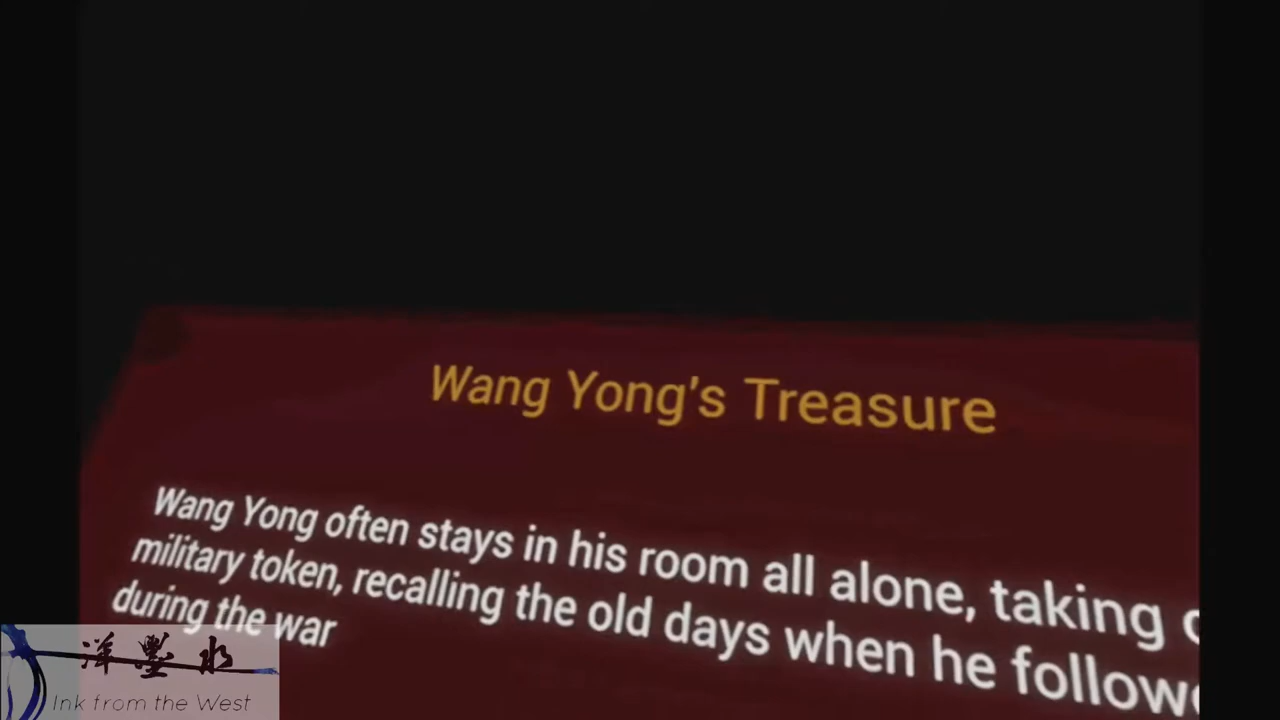 Wang Yong's Treasure
Wang Yong often stays in his room all alone, taking
military token, recalling the old days when he
during the war
洋墨水
Ink from the West